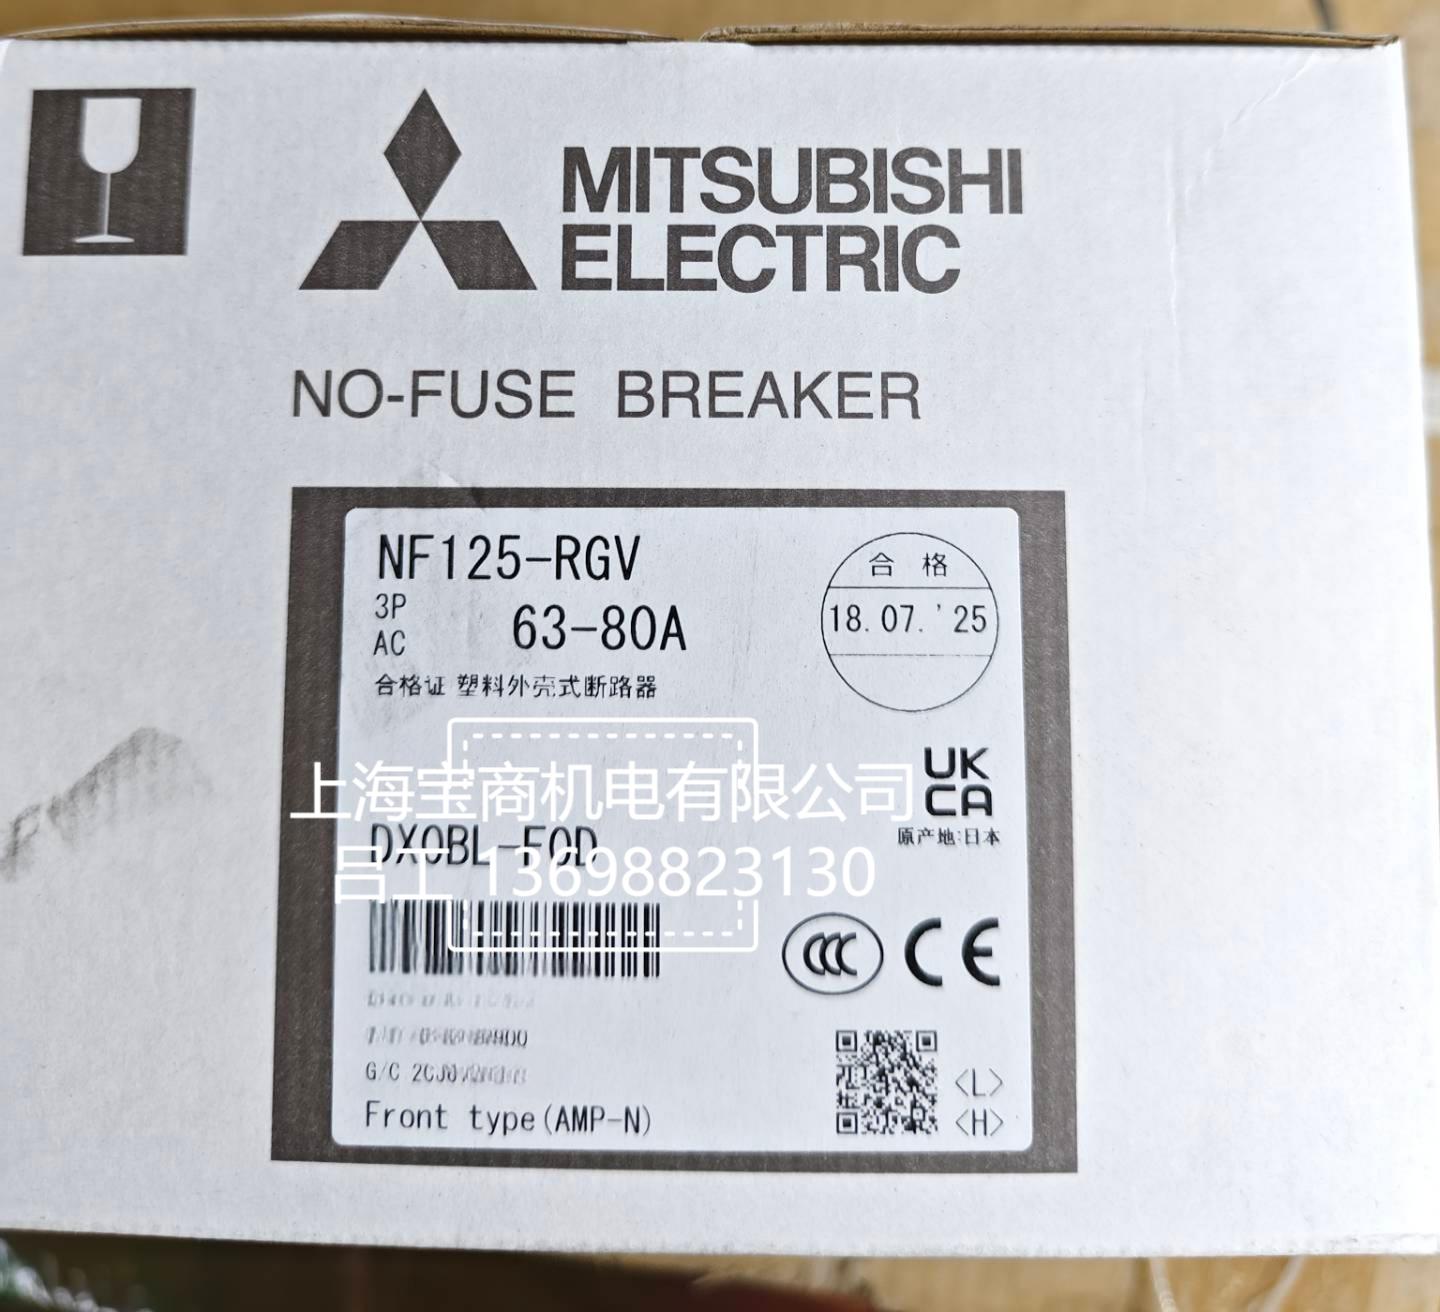 MITSUBISHI
ELECTRIC
NO-FUSE BREAKER
NF125-RGV
3P
AC
63-80A
合格证 塑料外壳式断路器
合 格
18.07.'25
上海宝商机电有限公司
UK
CA
原产地:日本
吕工 13698823130
CCC
CE
G/C
Front type(AMP-N)
<L>
<H>